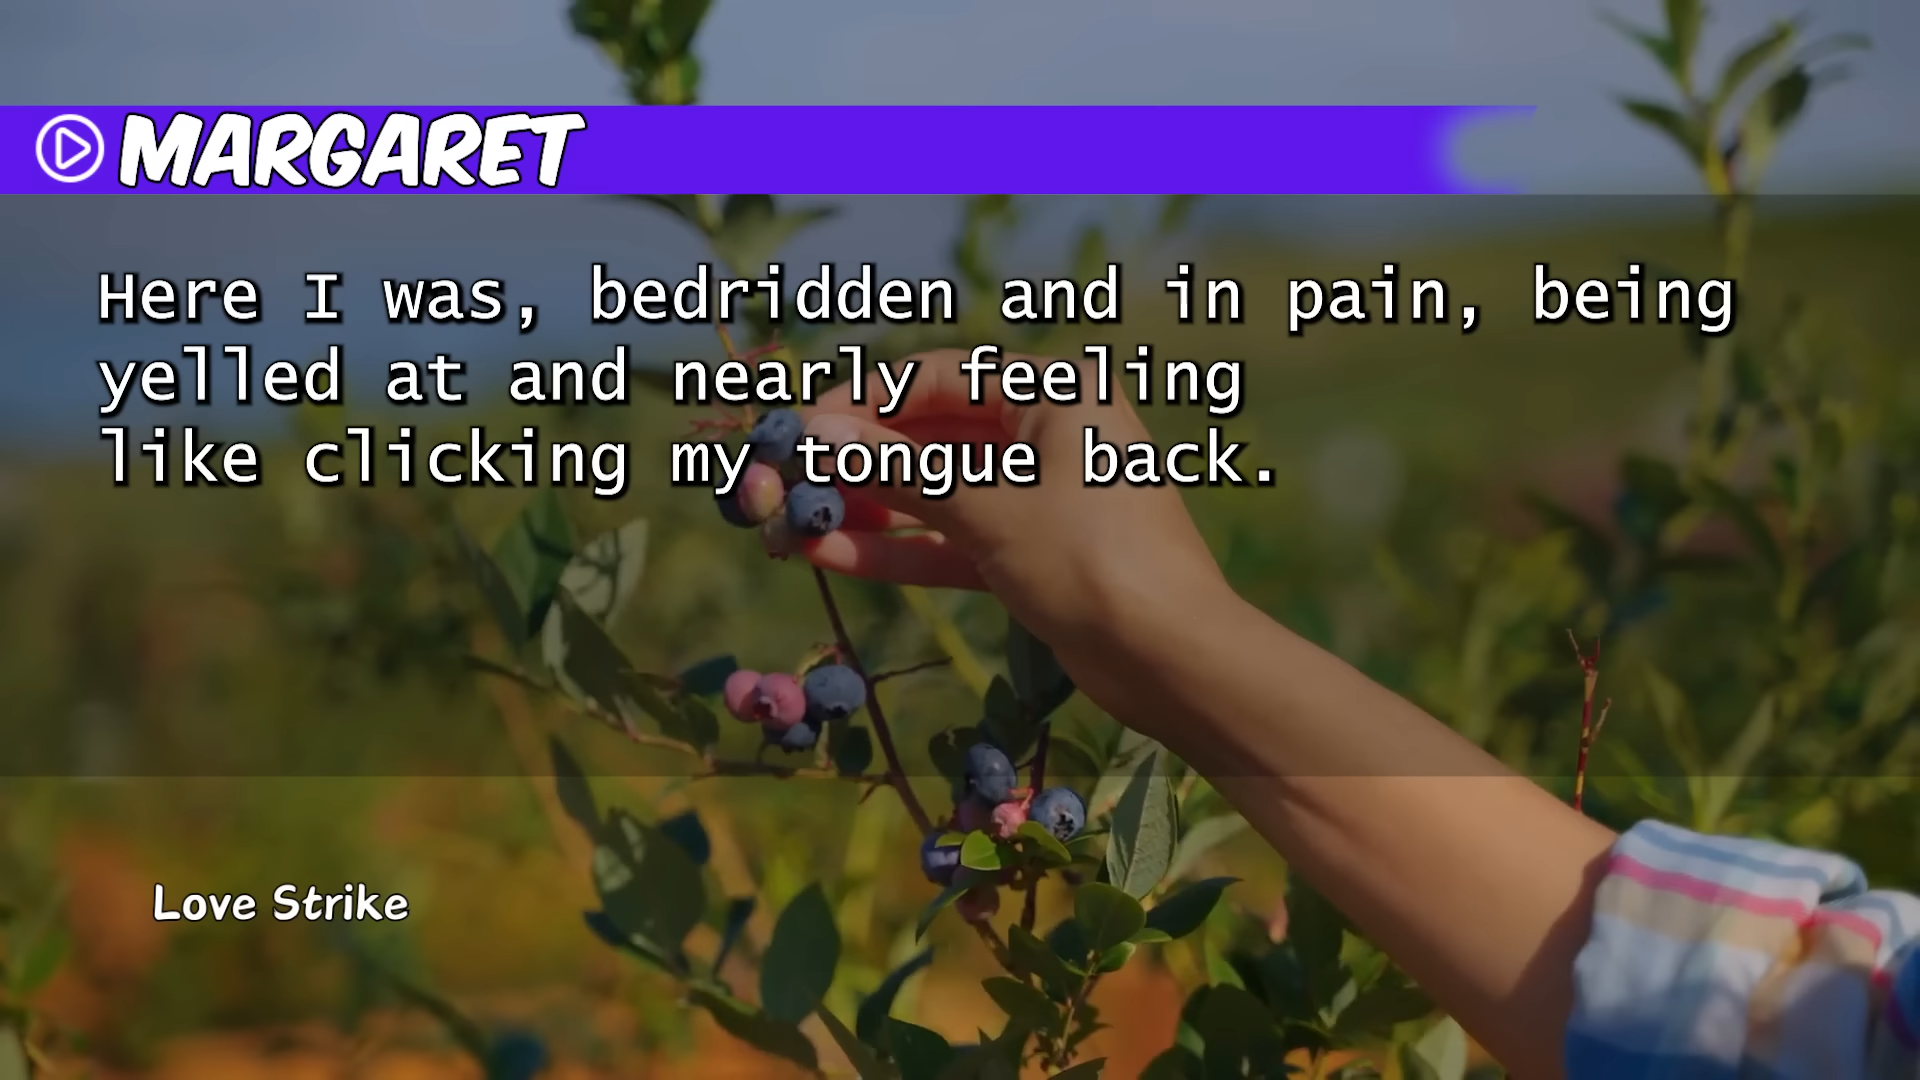 MARGARET
Here I was, bedridden and in pain, being
yelled at and nearly feeling
like clicking my tongue back.
Love Strike